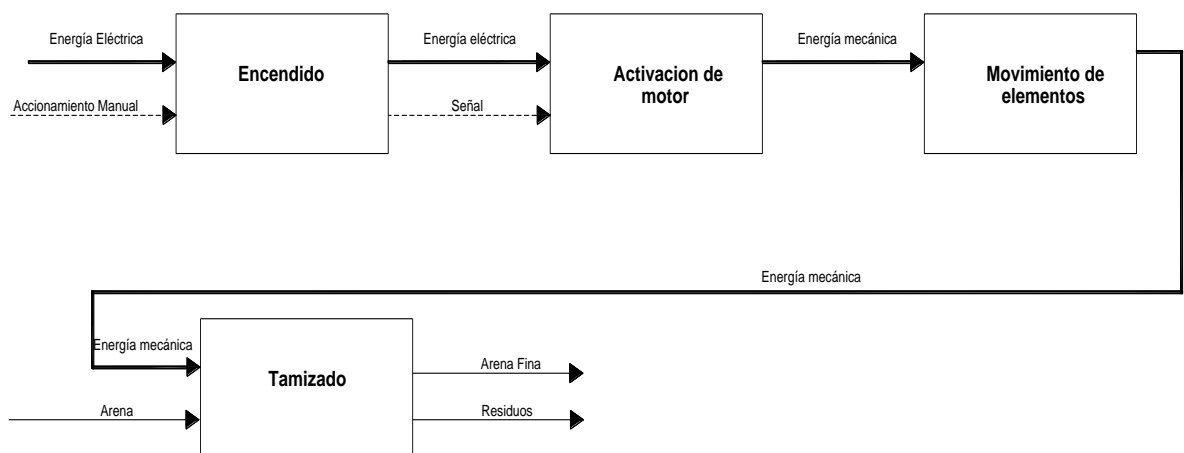 Energía Eléctrica
Energía eléctrica
Energía mecánica
Encendido
Activacion de
motor
Movimiento de
elementos
Accionamiento Manual
Señal
Energía mecánica
Energía mecánica
Arena Fina
Tamizado
Arena
Residuos